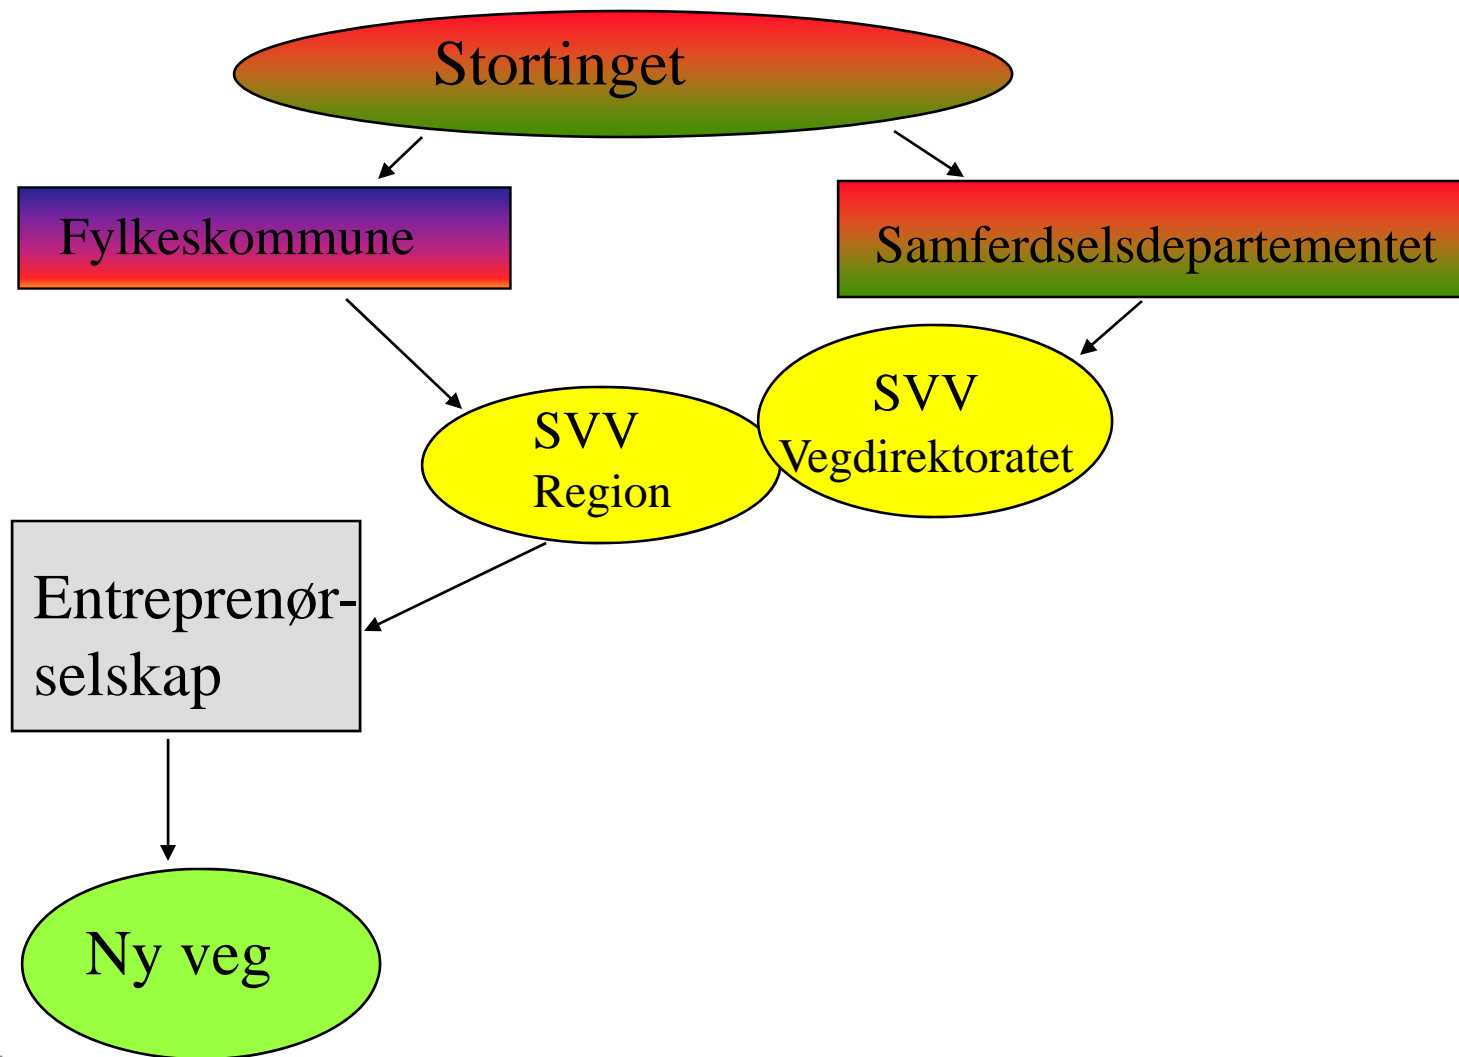 Stortinget
Fylkeskommune
Samferdselsdepartementet
SVV
Vegdirektoratet
SVV
Region
Entreprenør-
selskap
Ny veg